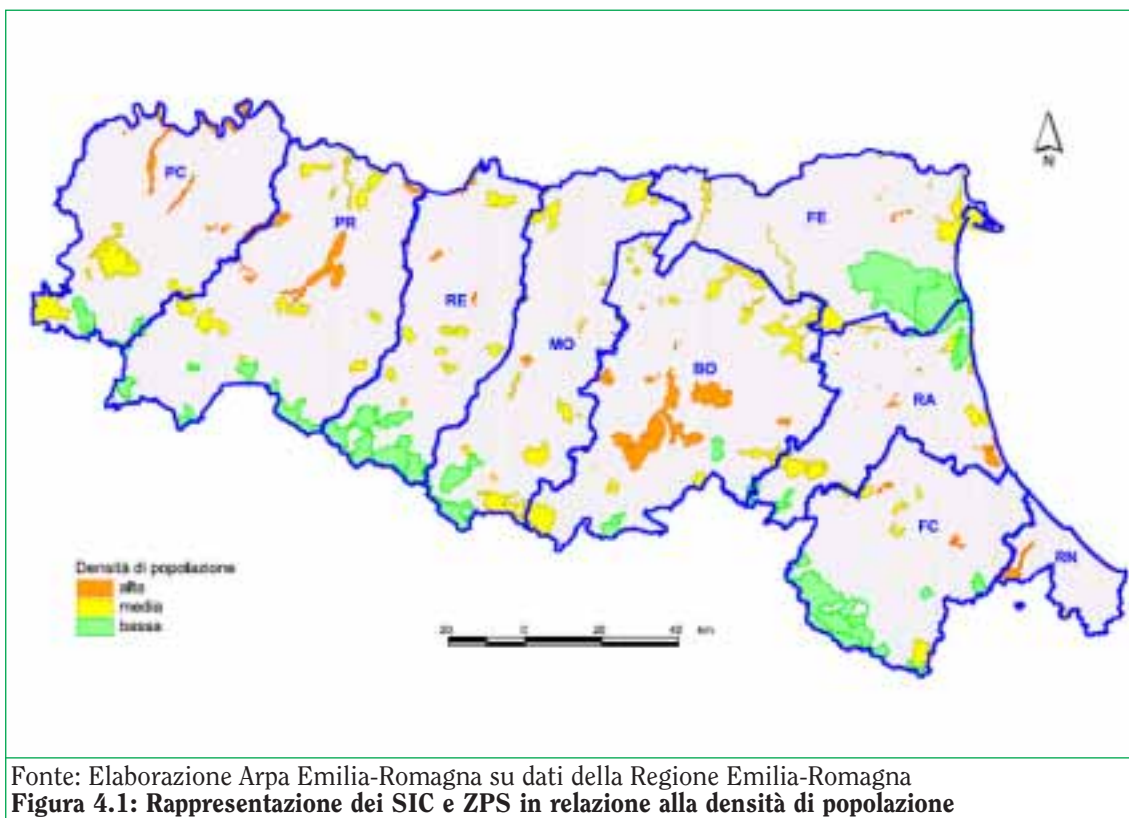 N
PC
PR
RE
MO
FE
BO
RA
FC
RN
Densità di popolazione
alta
media
bassa
20 0 20 40 km
Fonte: Elaborazione Arpa Emilia-Romagna su dati della Regione Emilia-Romagna
Figura 4.1: Rappresentazione dei SIC e ZPS in relazione alla densità di popolazione